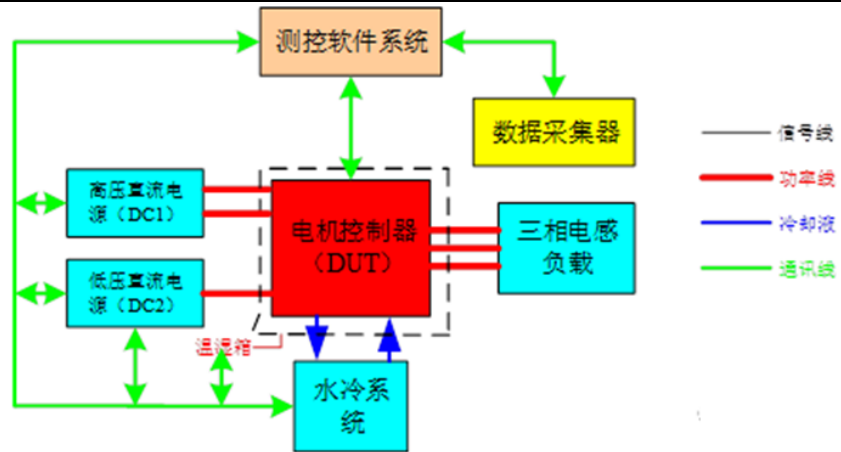 测控软件系统
数据采集器
信号线
功率线
冷却液
通讯线
高压直流电
源（DC1）
电机控制器
（DUT）
三相电感
负载
低压直流电
源（DC2）
温湿箱
水冷系
统